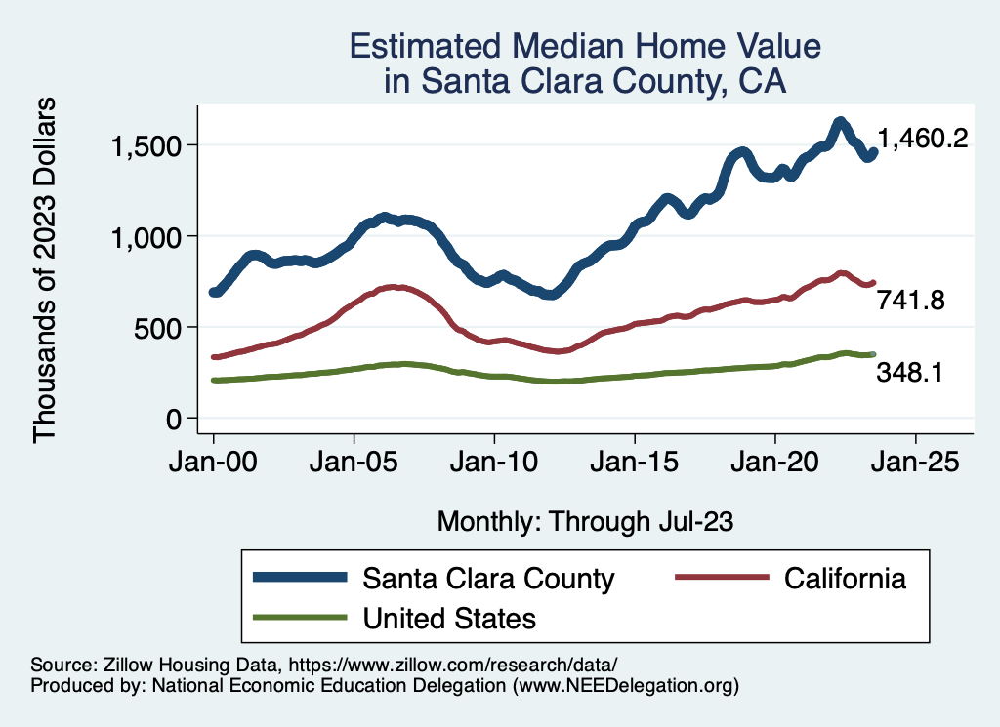 Estimated Median Home Value
in Santa Clara County, CA
Thousands of 2023 Dollars
1,500
1,000
500
0
1,460.2
741.8
348.1
Jan-00 Jan-05 Jan-10 Jan-15 Jan-20 Jan-25
Monthly: Through Jul-23
Santa Clara County California
United States
Source: Zillow Housing Data, https://www.zillow.com/research/data/
Produced by: National Economic Education Delegation (www.NEEDelegation.org)